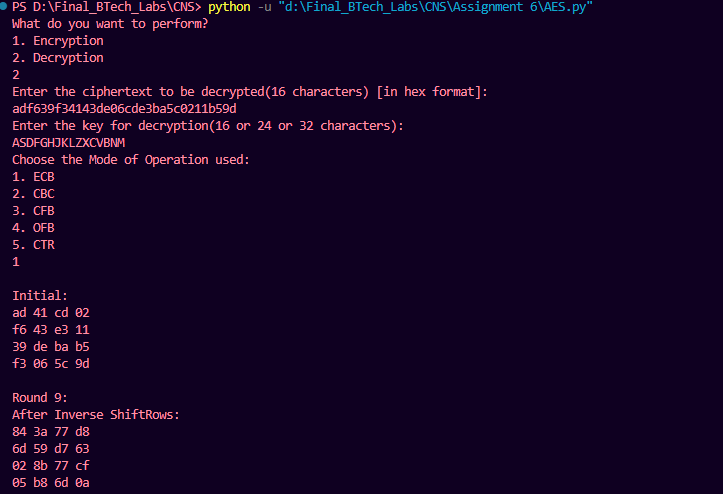 PS D:\Final_BTech_Labs\CNS> python -u "d:\Final_BTech_Labs\CNS\Assignment 6\AES.py"
What do you want to perform?
1. Encryption
2. Decryption
2
Enter the ciphertext to be decrypted(16 characters) [in hex format]:
adf639f34143de06cde3ba5c0211b59d
Enter the key for decryption(16 or 24 or 32 characters):
ASDFGHJKLZXCVBNM
Choose the Mode of Operation used:
1. ECB
2. CBC
3. CFB
4. OFB
5. CTR
1
Initial:
ad 41 cd 02
f6 43 e3 11
39 de ba b5
f3 06 5c 9d
Round 9:
After Inverse ShiftRows:
84 3a 77 d8
6d 59 d7 63
02 8b 77 cf
05 b8 6d 0a